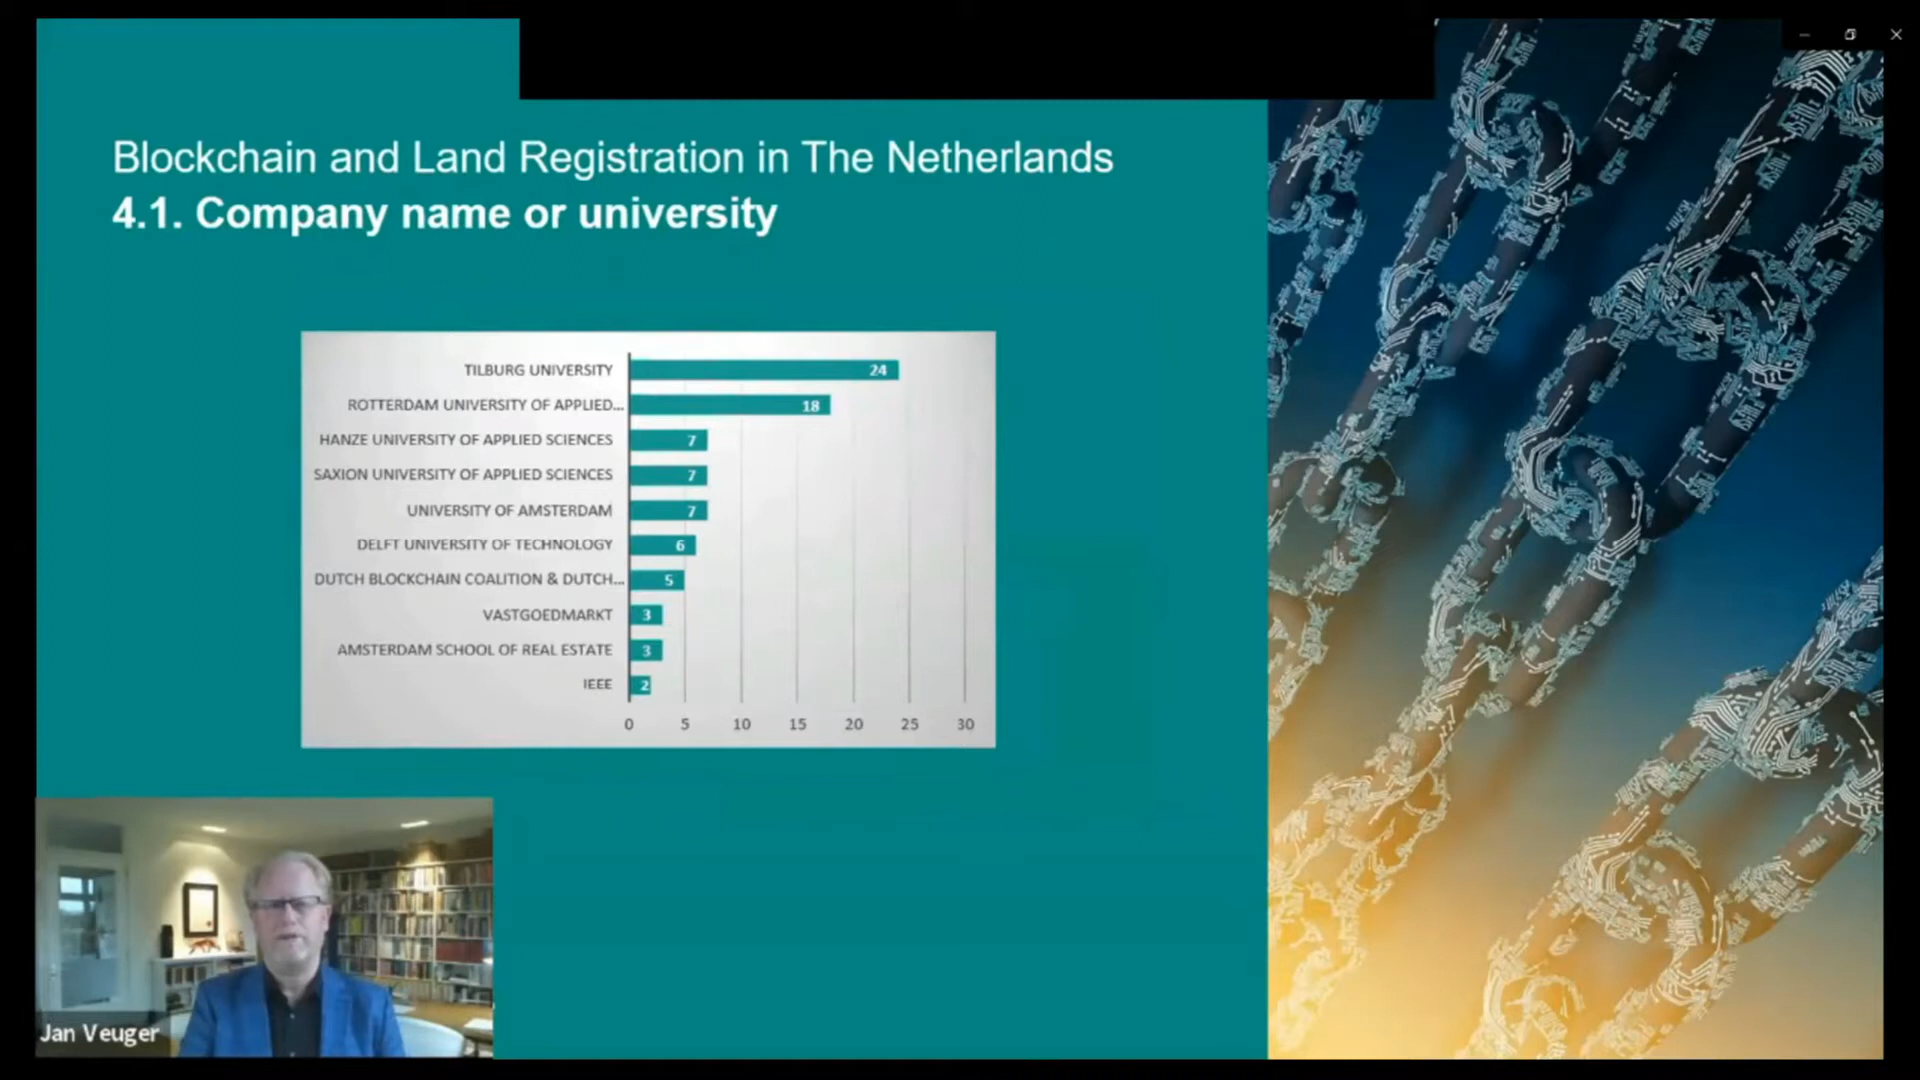 Blockchain and Land Registration in The Netherlands
4.1. Company name or university
TILBURG UNIVERSITY 24
ROTTERDAM UNIVERSITY OF APPLIED... 18
HANZE UNIVERSITY OF APPLIED SCIENCES 7
SAXION UNIVERSITY OF APPLIED SCIENCES 7
UNIVERSITY OF AMSTERDAM 7
DELFT UNIVERSITY OF TECHNOLOGY 6
DUTCH BLOCKCHAIN COALITION & DUTCH... 5
VASTGOEDMARKT 3
AMSTERDAM SCHOOL OF REAL ESTATE 3
IEEE 2
0 5 10 15 20 25 30
Jan Veuger